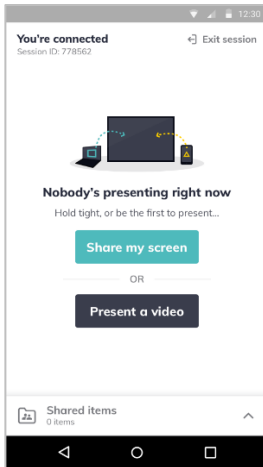 12:30
You're connected
Exit session
Session ID: 778562
Nobody's presenting right now
Hold tight, or be the first to present...
Share my screen
OR
Present a video
Shared items
0 items